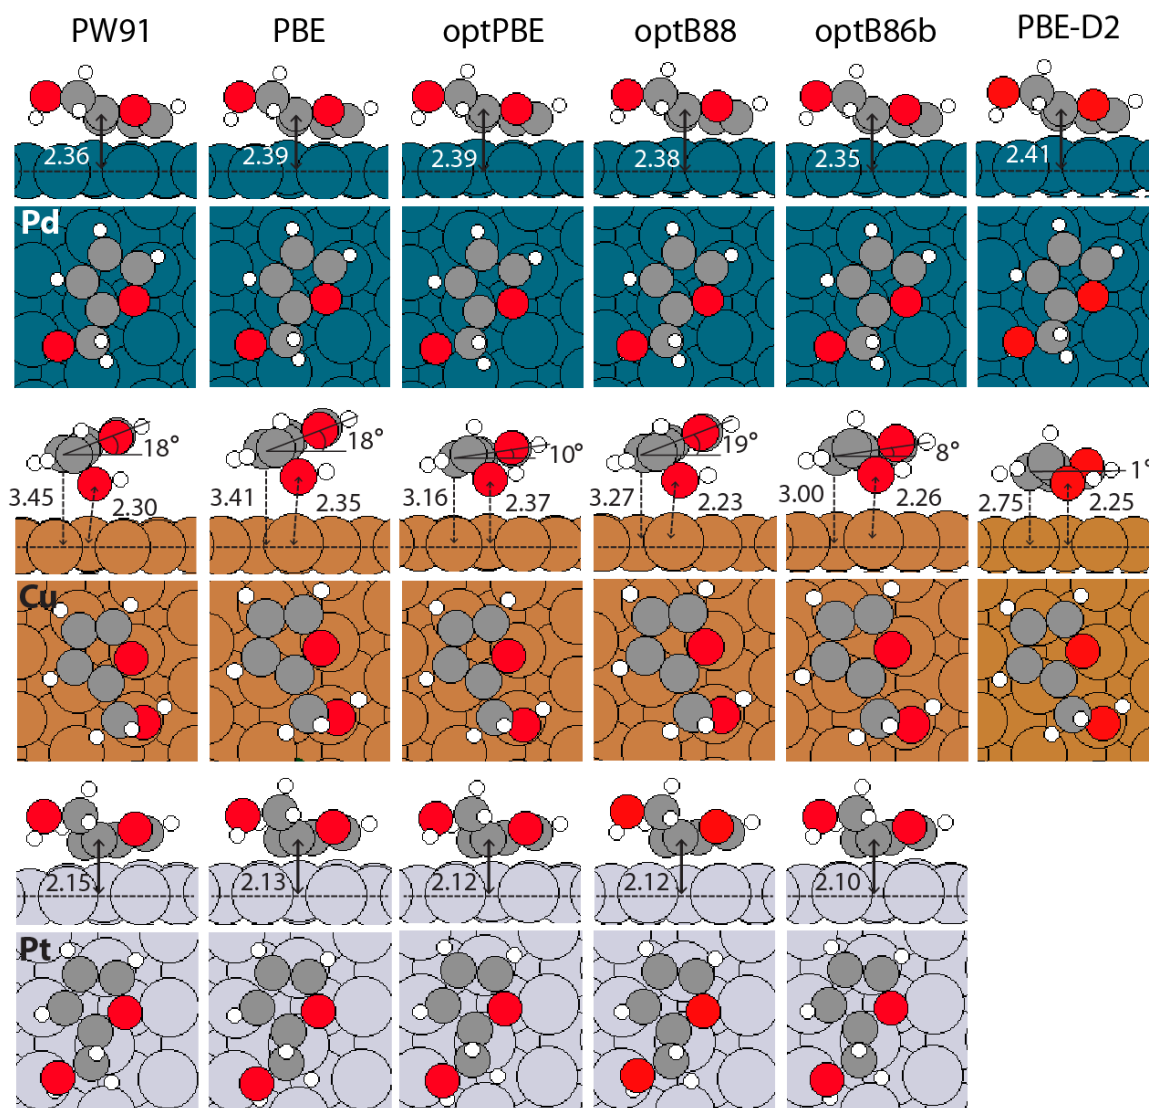 PW91 PBE optPBE optB88 optB86b PBE-D2
2.36 2.39 2.39 2.38 2.35 2.41
Pd
18° 18° 10° 19° 8° 1°
3.45 2.30 3.41 2.35 3.16 2.37 3.27 2.23 3.00 2.26 2.75 2.25
Cu
2.15 2.13 2.12 2.12 2.10
Pt